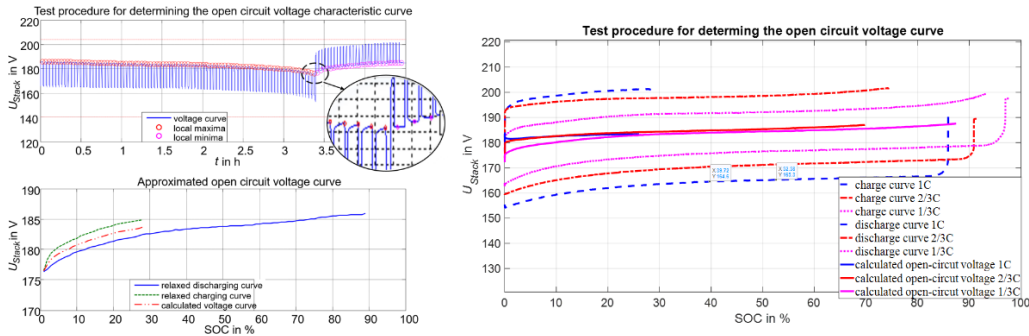 Test procedure for determining the open circuit voltage characteristic curve
220
200
180
160
140
120
U_Stack in V
0 0.5 1 1.5 2 2.5 3 3.5 4 4.5 5
t in h
voltage curve
local maxima
local minima
Approximated open circuit voltage curve
190
185
180
175
170
U_Stack in V
0 10 20 30 40 50 60 70 80 90 100
SOC in %
relaxed discharging curve
relaxed charging curve
calculated voltage curve
Test procedure for determing the open circuit voltage curve
220
210
200
190
180
170
160
150
140
130
120
U_Stack in V
0 10 20 30 40 50 60 70 80 90 100
SOC in %
charge curve 1C
charge curve 2/3C
charge curve 1/3C
discharge curve 1C
discharge curve 2/3C
discharge curve 1/3C
calculated open-circut voltage 1C
calculated open-circut voltage 2/3C
calculated open-circut voltage 1/3C